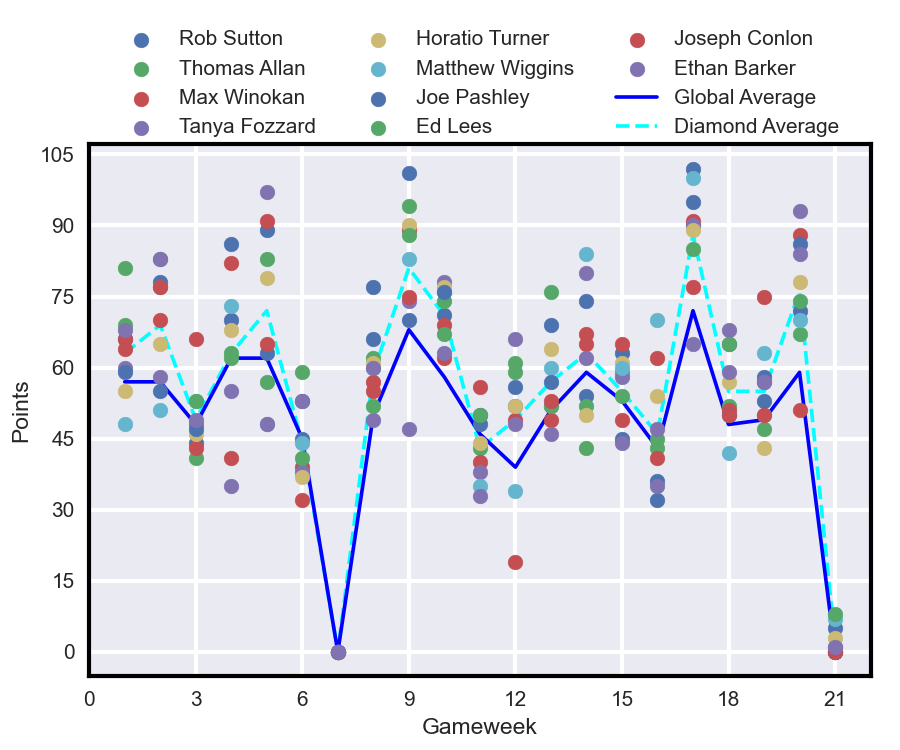 Rob Sutton Horatio Turner Joseph Conlon
Thomas Allan Matthew Wiggins Ethan Barker
Max Winokan Joe Pashley Global Average
Tanya Fozzard Ed Lees Diamond Average
105
90
75
60
45
30
15
0
Points
0 3 6 9 12 15 18 21
Gameweek